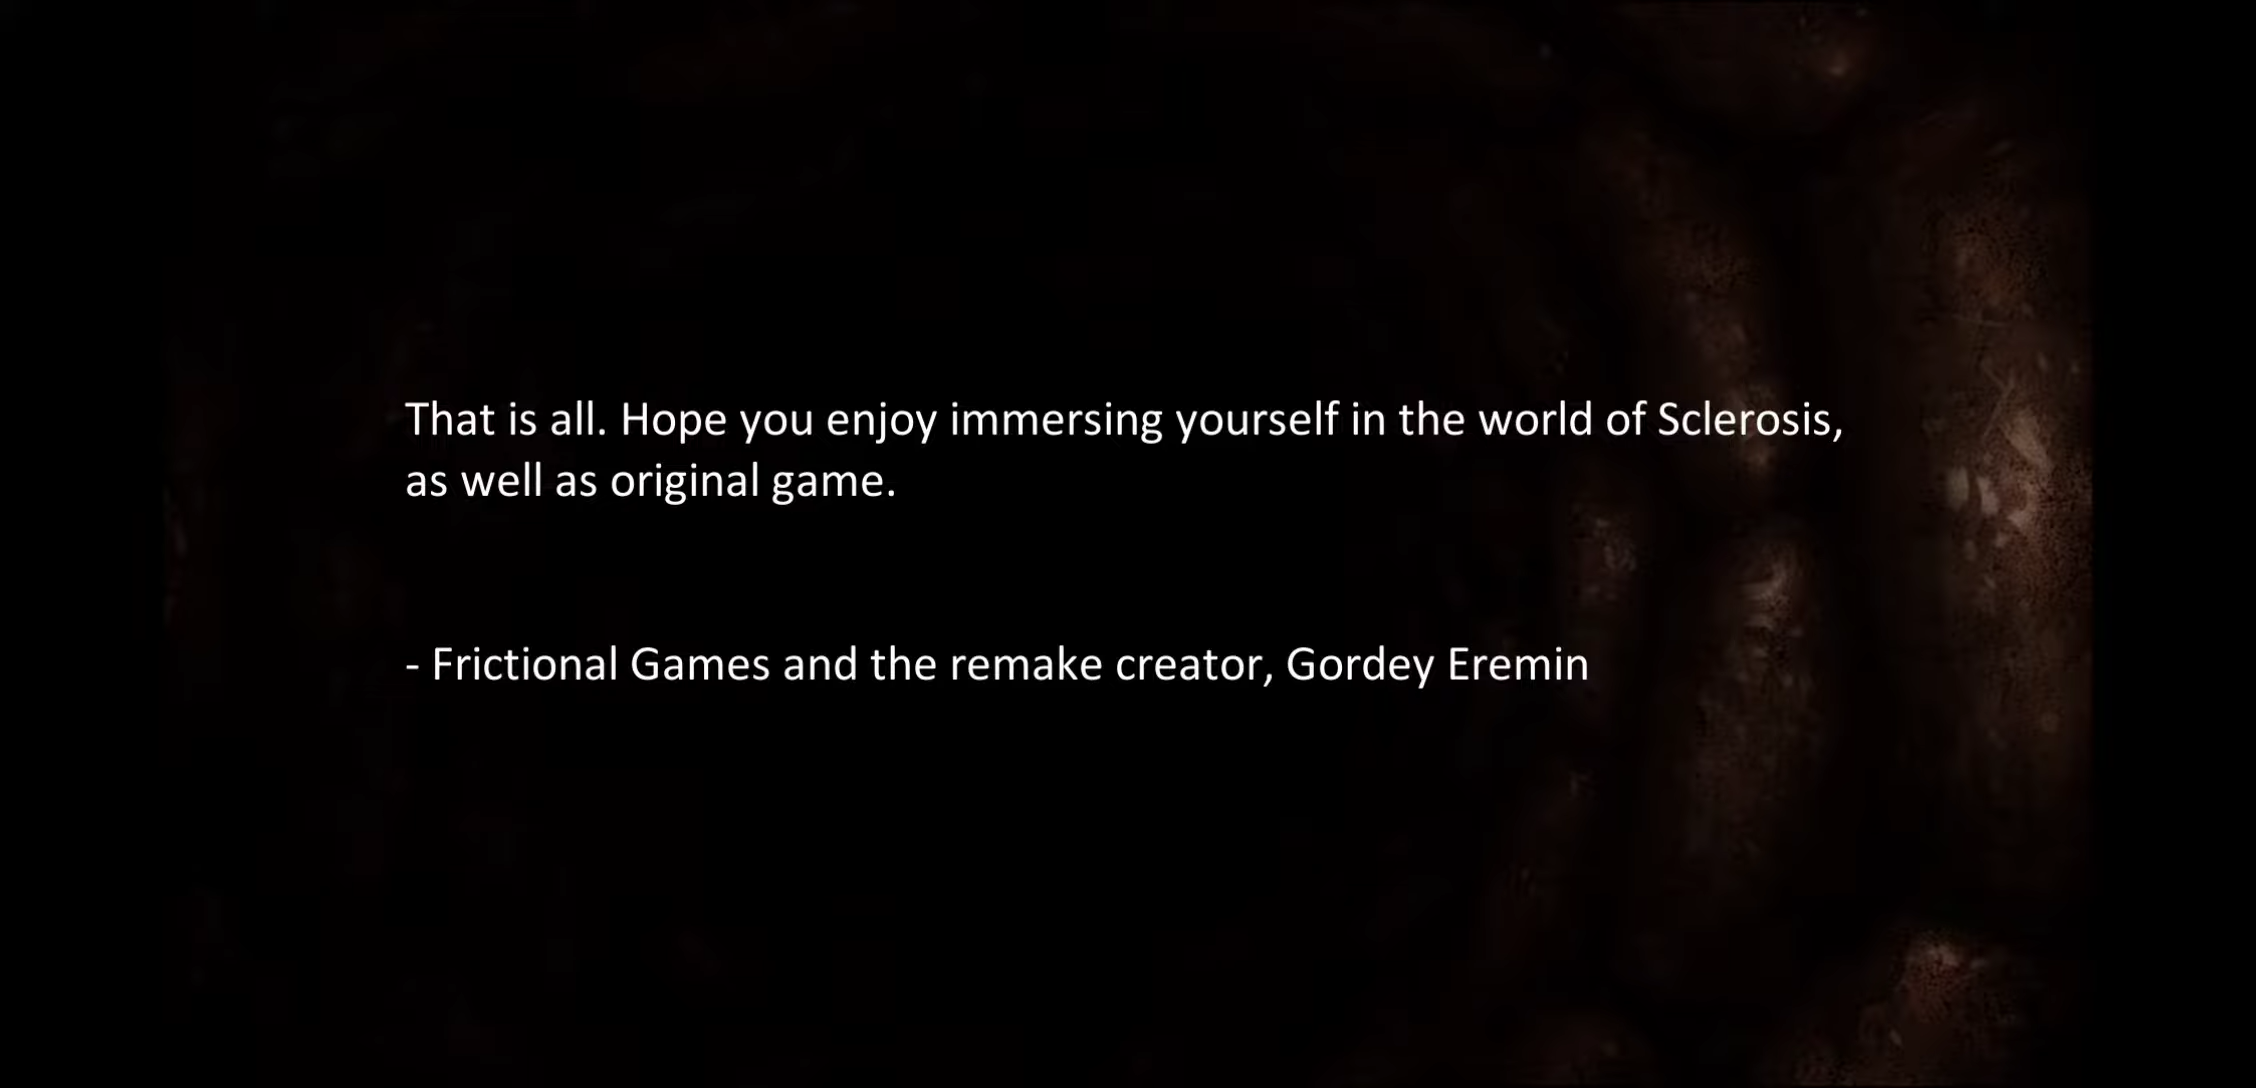 That is all. Hope you enjoy immersing yourself in the world of Sclerosis,
as well as original game.
- Frictional Games and the remake creator, Gordey Eremin